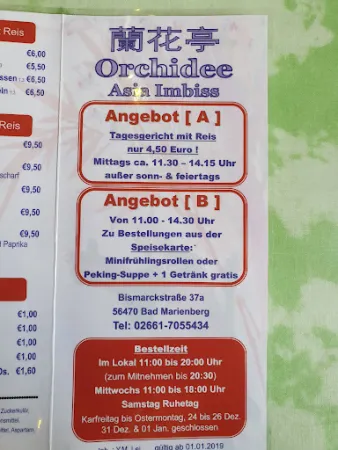 t Reis
€6,00
€5,50
ssen €6,50
€6,50
Reis
€9,50
scharf
€9,50
€9,50
€9,50
l Paprika
€9,50
€1,00
€1,00
€1,00
€1,00
0s. €1,60
蘭花亭
Orchidee
Asia Imbiss
Angebot [ A ]
Tagesgericht mit Reis
nur 4,50 Euro !
Mittags ca. 11.30 – 14.15 Uhr
außer sonn- & feiertags
Angebot [ B ]
Von 11.00 - 14.30 Uhr
Zu Bestellungen aus der
Speisekarte:
Minifrühlingsrollen oder
Peking-Suppe + 1 Getränk gratis
Bismarckstraße 37a
56470 Bad Marienberg
Tel: 02661-7055434
Bestellzeit
Im Lokal 11:00 bis 20:00 Uhr
(zum Mitnehmen bis 20:30)
Mittwochs 11:00 bis 18:00 Uhr
Samstag Ruhetag
Karfreitag bis Ostermontag, 24 bis 26 Dez.
31 Dez. & 01 Jan. geschlossen
gültig ab 01.01.2019